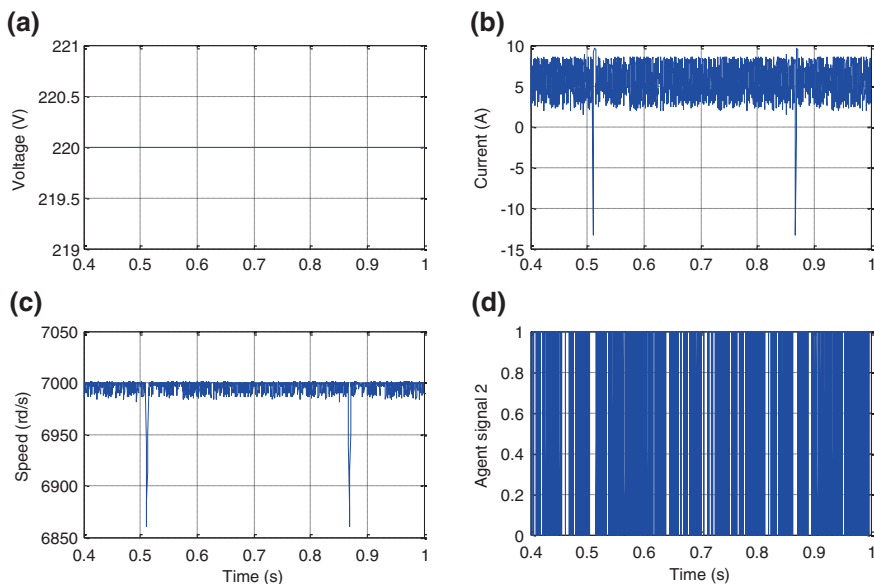 (a)
221
220.5
220
219.5
219
Voltage (V)
0.4 0.5 0.6 0.7 0.8 0.9 1
(b)
10
5
0
-5
-10
-15
Current (A)
0.4 0.5 0.6 0.7 0.8 0.9 1
(c)
7050
7000
6950
6900
6850
Speed (rd/s)
0.4 0.5 0.6 0.7 0.8 0.9 1
Time (s)
(d)
1
0.8
0.6
0.4
0.2
0
Agent signal 2
0.4 0.5 0.6 0.7 0.8 0.9 1
Time (s)